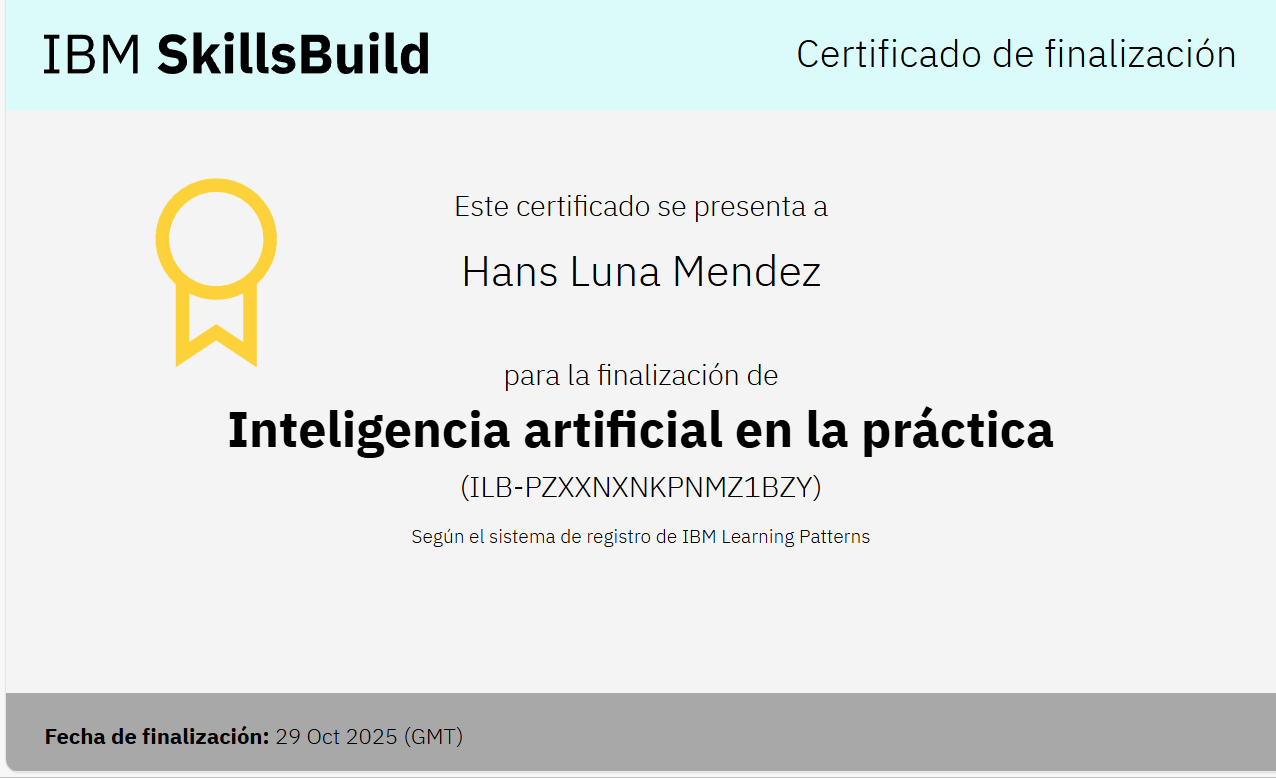 IBM SkillsBuild
Certificado de finalización
Este certificado se presenta a
Hans Luna Mendez
para la finalización de
Inteligencia artificial en la práctica
(ILB-PZXXNXNKPNMZ1BZY)
Según el sistema de registro de IBM Learning Patterns
Fecha de finalización: 29 Oct 2025 (GMT)